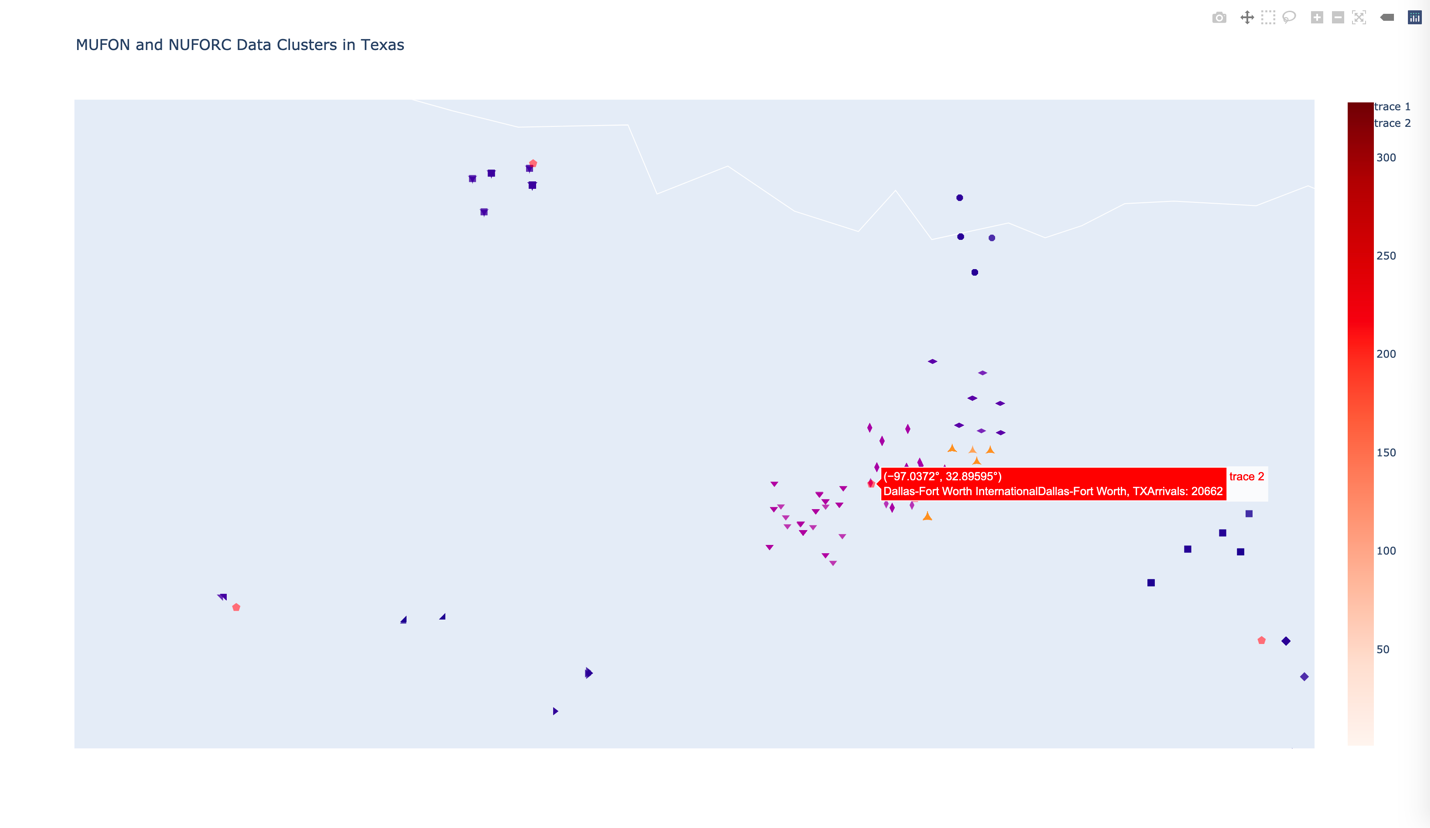 MUFON and NUFORC Data Clusters in Texas
trace 1
trace 2
300
250
200
150
100
50
(−97.0372°, 32.89595°)
Dallas-Fort Worth InternationalDallas-Fort Worth, TXArrivals: 20662
trace 2